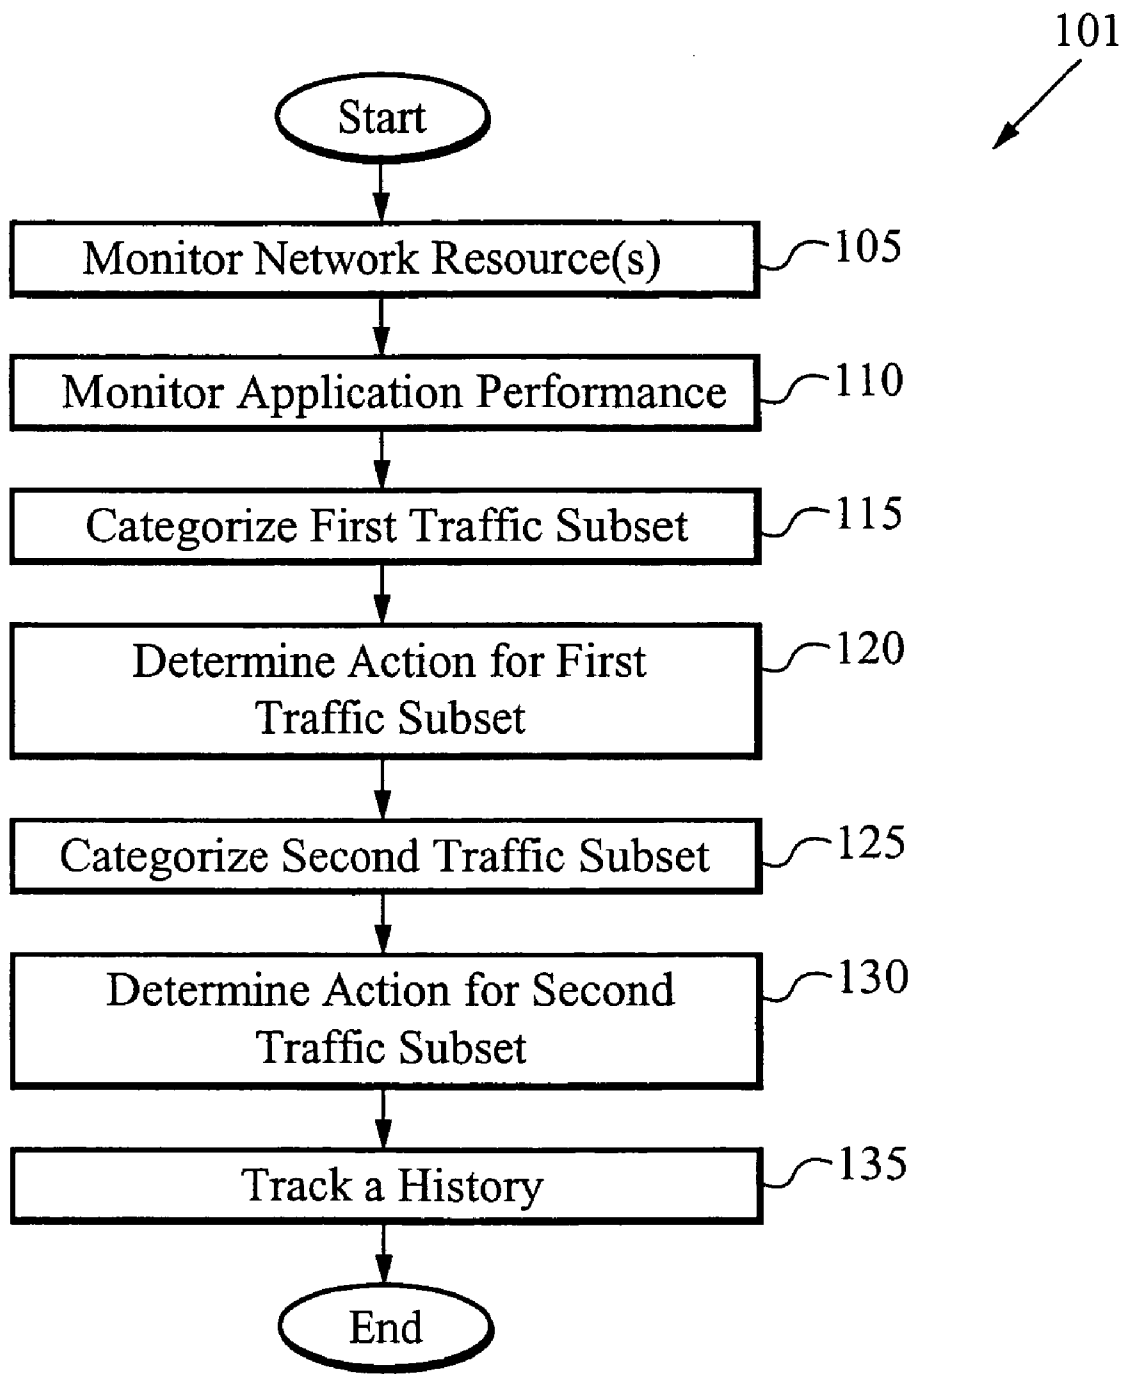 101
Start
Monitor Network Resource(s)
105
Monitor Application Performance
110
Categorize First Traffic Subset
115
Determine Action for First
Traffic Subset
120
Categorize Second Traffic Subset
125
Determine Action for Second
Traffic Subset
130
Track a History
135
End